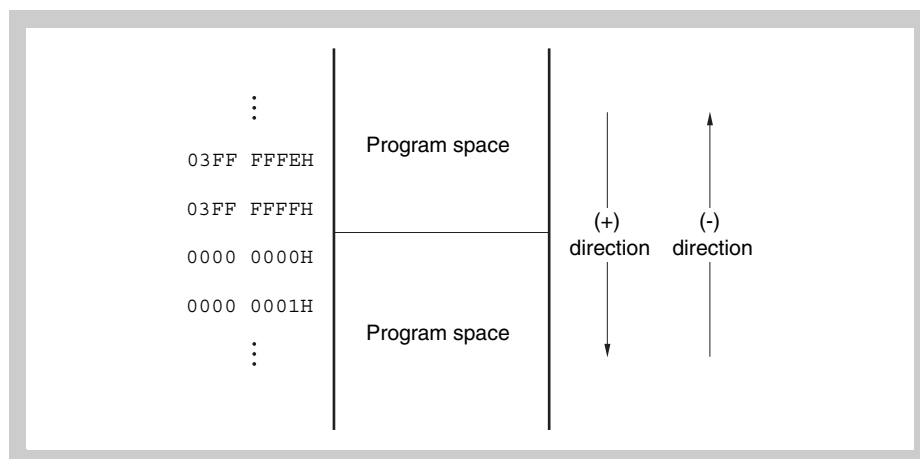 ⋮
03FF FFFEH
03FF FFFFH
0000 0000H
0000 0001H
⋮
Program space
Program space
(+)
direction
(-)
direction